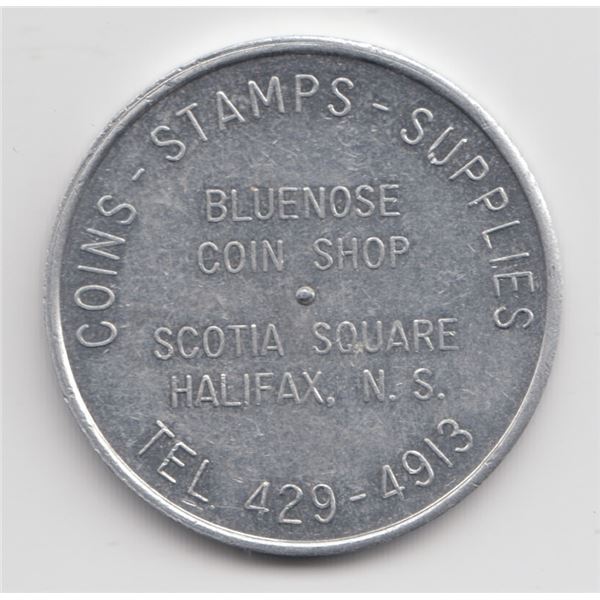 COINS - STAMPS - SUPPLIES
BLUENOSE
COIN SHOP
SCOTIA SQUARE
HALIFAX, N. S.
TEL. 429-4913